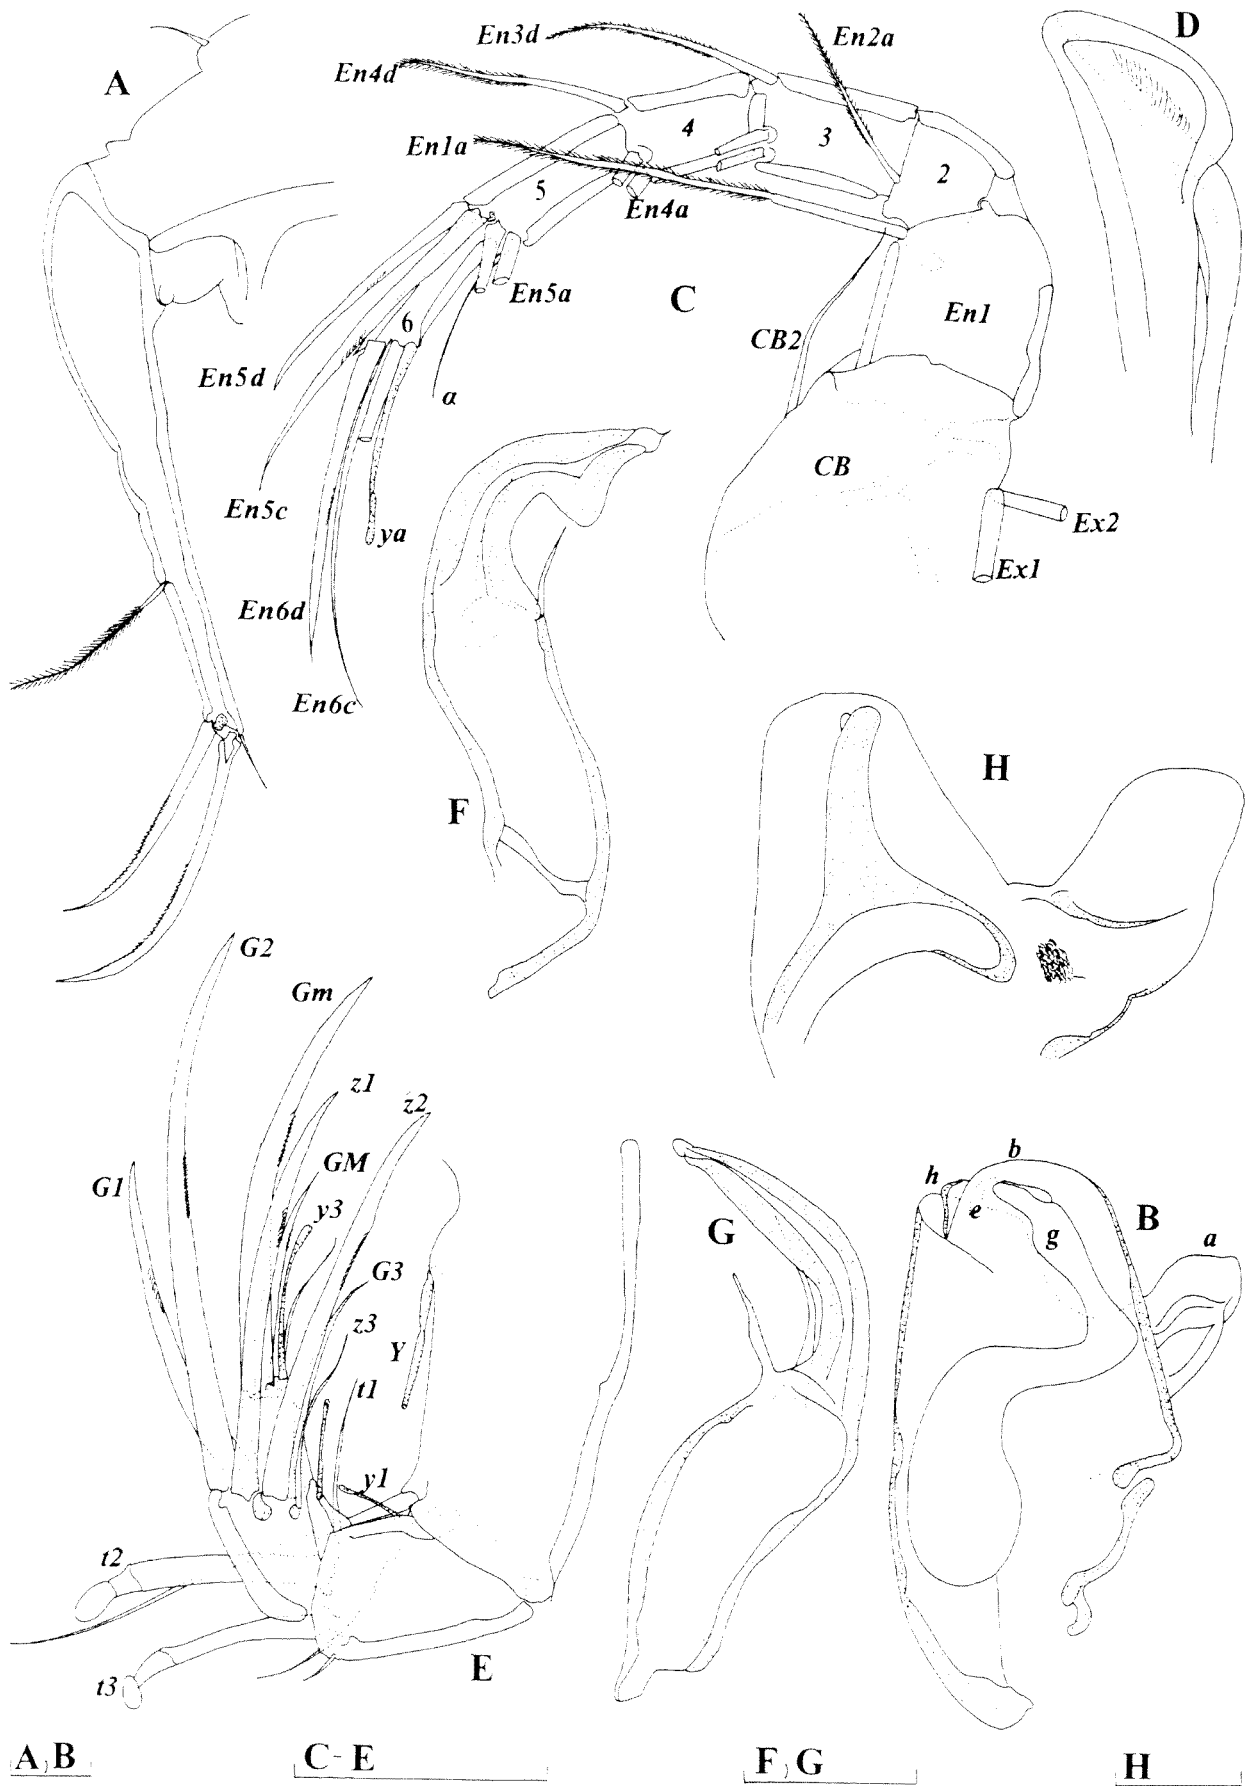 A
En3d
En2a
D
En4d
4
3
En1a
2
5
En4a
En5a
C
En1
6
CB2
En5d
α
CB
En5c
ya
Ex2
Ex1
En6d
En6c
H
F
G2
Gm
z1
z2
GM
G1
y3
G
b
h
e
B
g
a
G3
z3
Y
t1
y1
t2
E
t3
A, B
C - E
F, G
H